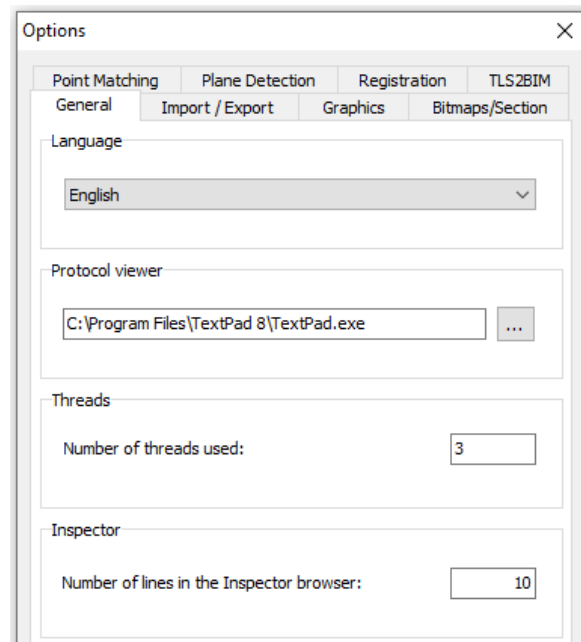 Options
Point Matching Plane Detection Registration TLS2BIM
General Import / Export Graphics Bitmaps/Section
Language
English
Protocol viewer
C:\Program Files\TextPad 8\TextPad.exe
...
Threads
Number of threads used: 3
Inspector
Number of lines in the Inspector browser: 10